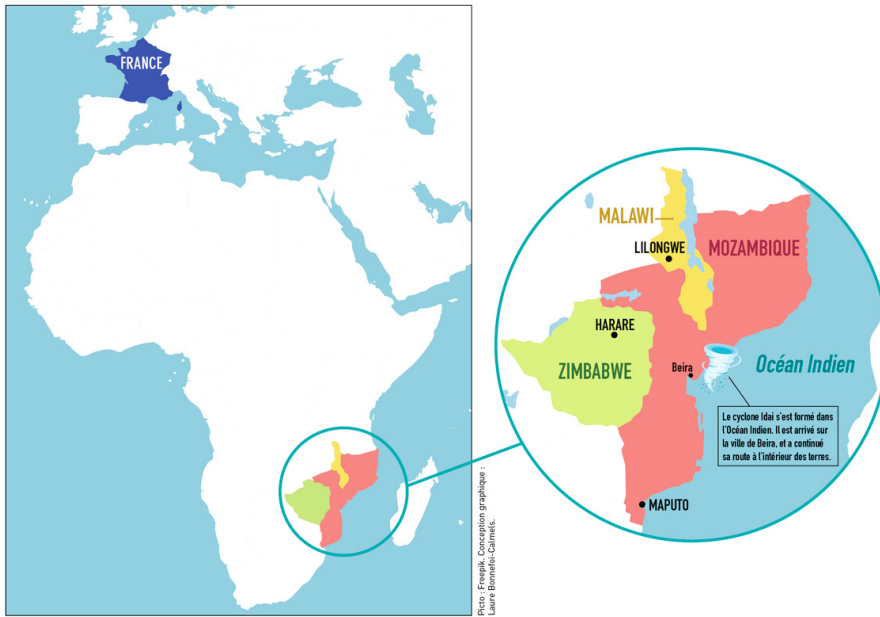 FRANCE
MALAWI
LILONGWE
MOZAMBIQUE
HARARE
ZIMBABWE
Beira
Océan Indien
Le cyclone Idai s'est formé dans
l'Océan Indien. Il est arrivé sur
la ville de Beira, et a continué
sa route à l'intérieur des terres.
MAPUTO
Picto : Freepik. Conception graphique :
Laure Bonnefoi-Calmels.